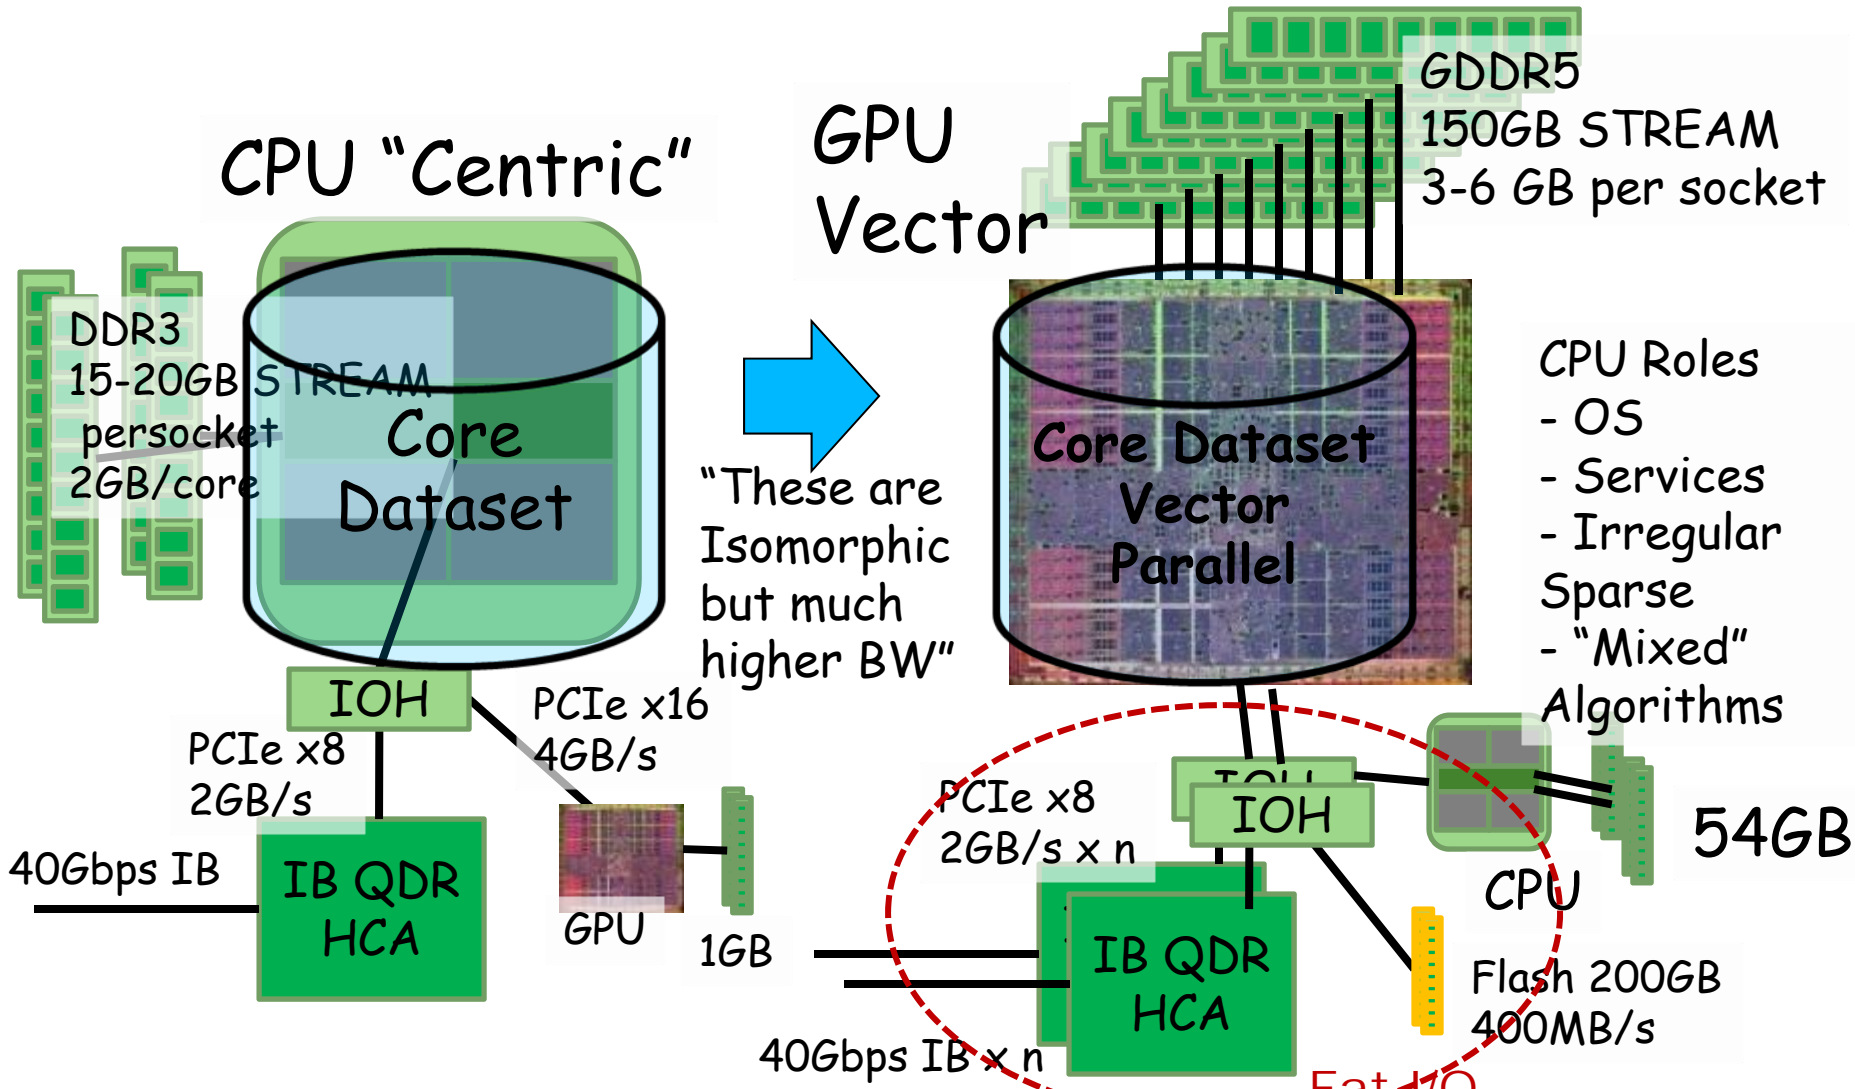 CPU “Centric”
GPU
Vector
GDDR5
150GB STREAM
3-6 GB per socket
DDR3
15-20GB STREAM
persocket
2GB/core
Core
Dataset
“These are
Isomorphic
but much
higher BW”
Core Dataset
Vector
Parallel
CPU Roles
- OS
- Services
- Irregular
Sparse
- “Mixed”
Algorithms
IOH
PCIe x16
4GB/s
PCIe x8
2GB/s
40Gbps IB
IB QDR
HCA
GPU
1GB
PCIe x8
2GB/s x n
IOH
IOH
54GB
CPU
IB QDR
HCA
Flash 200GB
400MB/s
40Gbps IB x n
Fat I/O